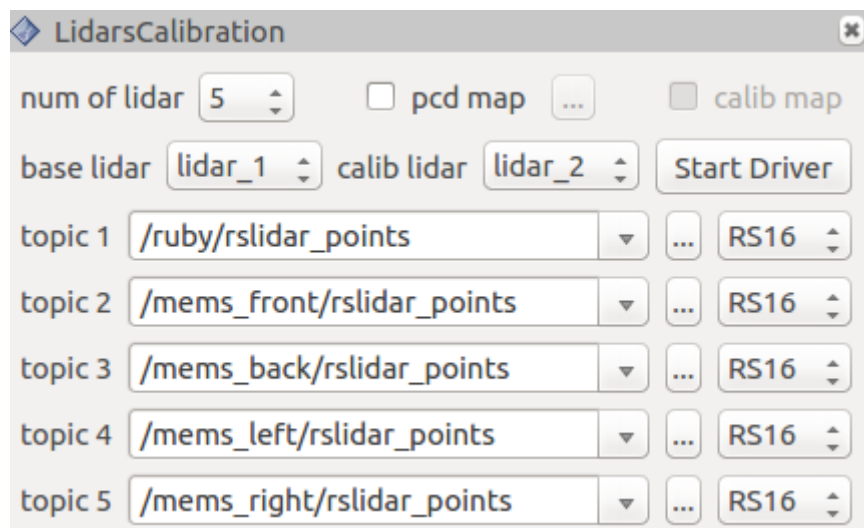 LidarsCalibration
num of lidar 5 pcd map ... calib map
base lidar lidar_1 calib lidar lidar_2 Start Driver
topic 1 /ruby/rslidar_points ... RS16
topic 2 /mems_front/rslidar_points ... RS16
topic 3 /mems_back/rslidar_points ... RS16
topic 4 /mems_left/rslidar_points ... RS16
topic 5 /mems_right/rslidar_points ... RS16